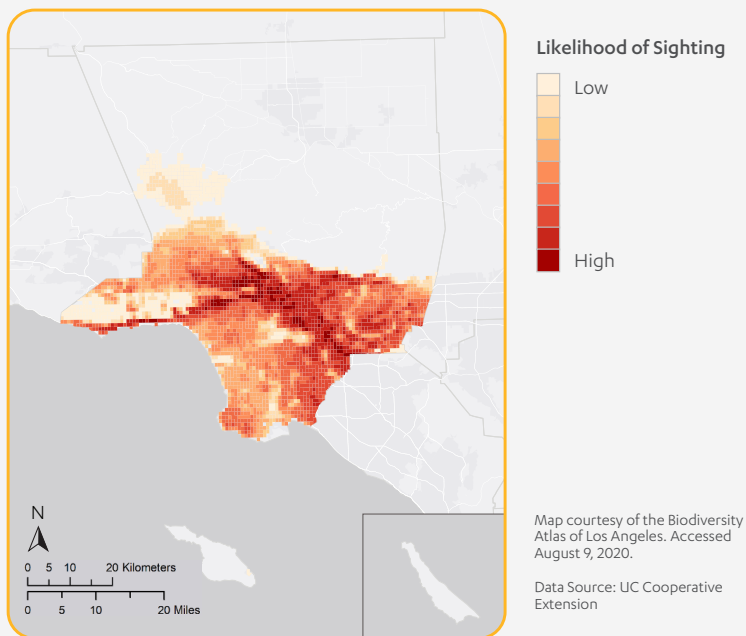 Likelihood of Sighting
Low
High
N
0 5 10 20 Kilometers
0 5 10 20 Miles
Map courtesy of the Biodiversity
Atlas of Los Angeles. Accessed
August 9, 2020.
Data Source: UC Cooperative
Extension